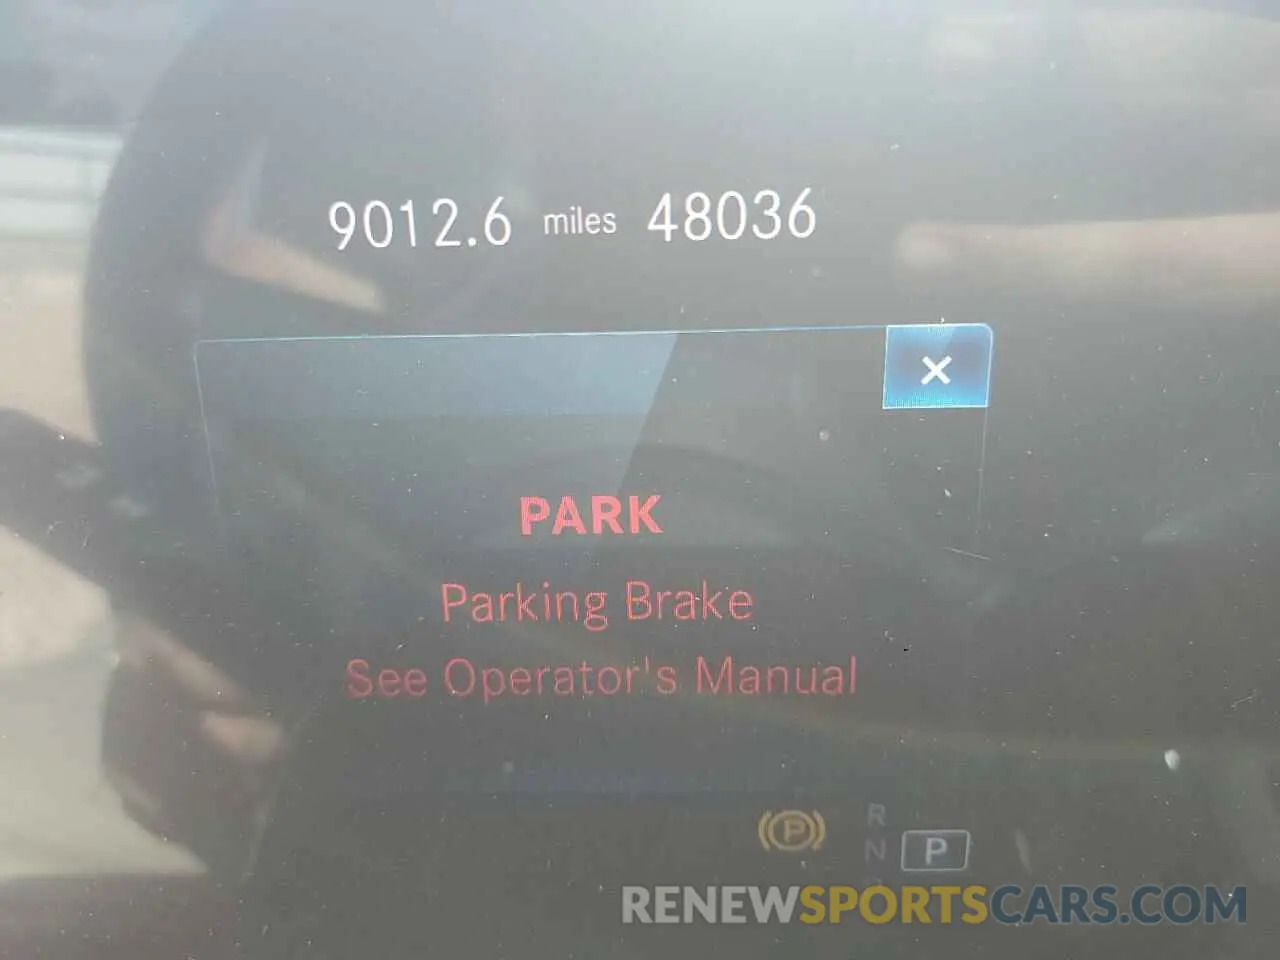 9012.6 miles 48036
PARK
Parking Brake
See Operator's Manual
P
R
N P
RENEWSPORTSCARS.COM